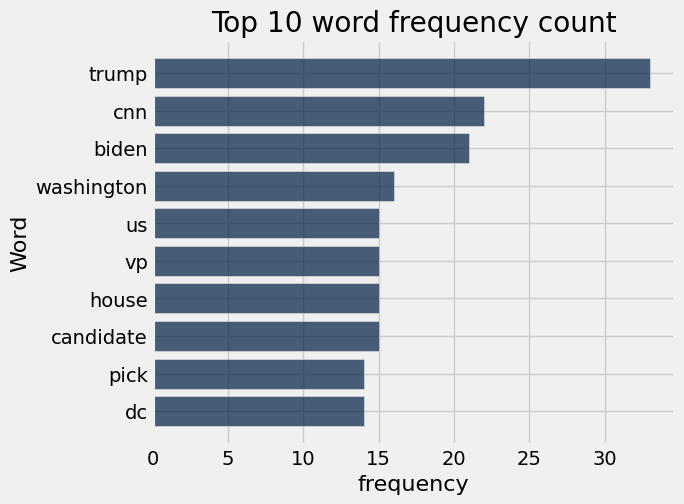 Top 10 word frequency count
trump
cnn
biden
washington
us
vp
house
candidate
pick
dc
Word
0 5 10 15 20 25 30
frequency